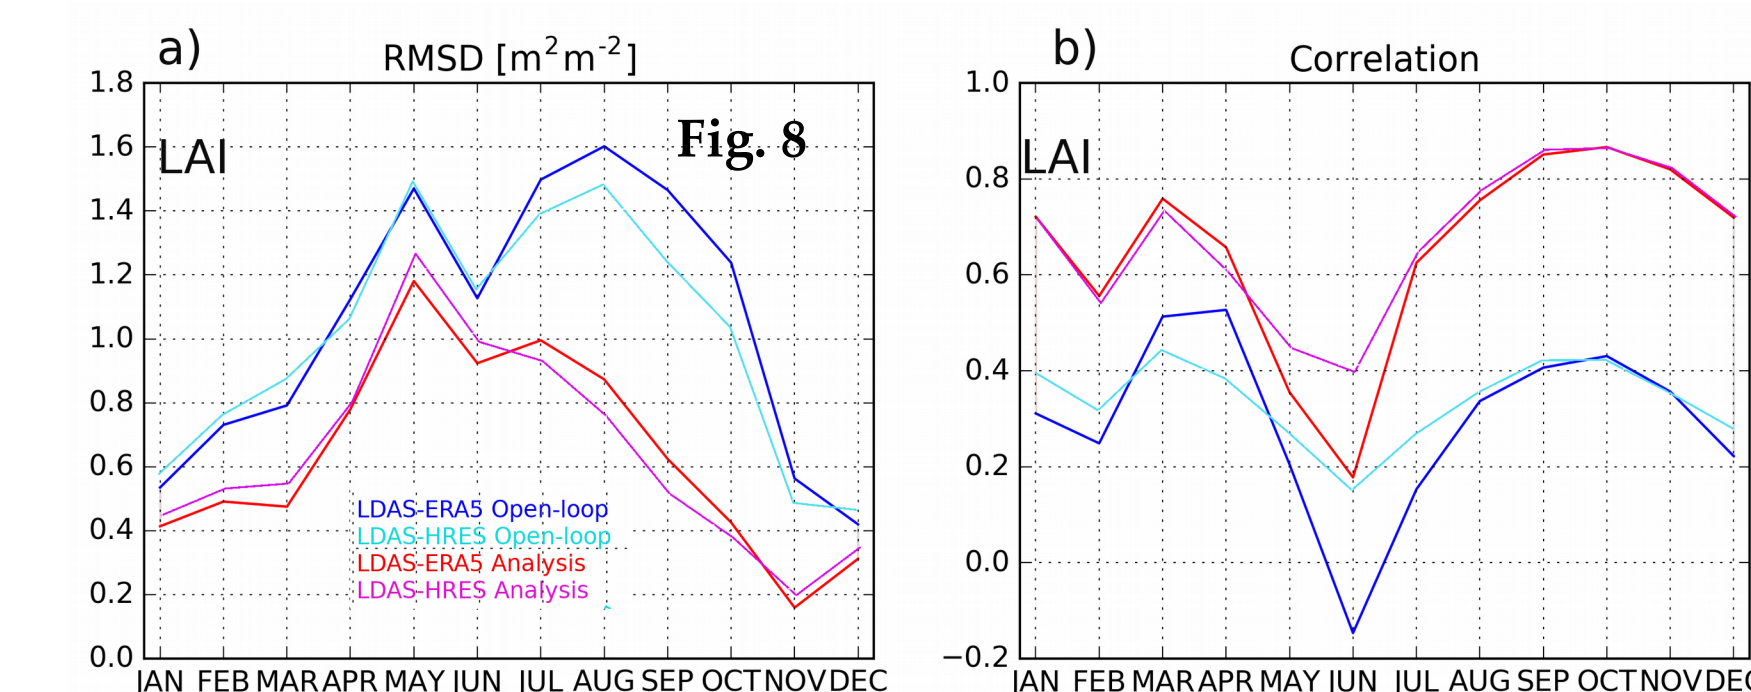 a)
RMSD [m²m⁻²]
1.8
1.6
1.4
1.2
1.0
0.8
0.6
0.4
0.2
0.0
LAI
Fig. 8
LDAS-ERA5 Open-loop
LDAS-HRES Open-loop
LDAS-ERA5 Analysis
LDAS-HRES Analysis
JAN FEB MAR APR MAY JUN JUL AUG SEP OCT NOV DEC
b)
Correlation
1.0
0.8
0.6
0.4
0.2
0.0
−0.2
LAI
JAN FEB MAR APR MAY JUN JUL AUG SEP OCT NOV DEC